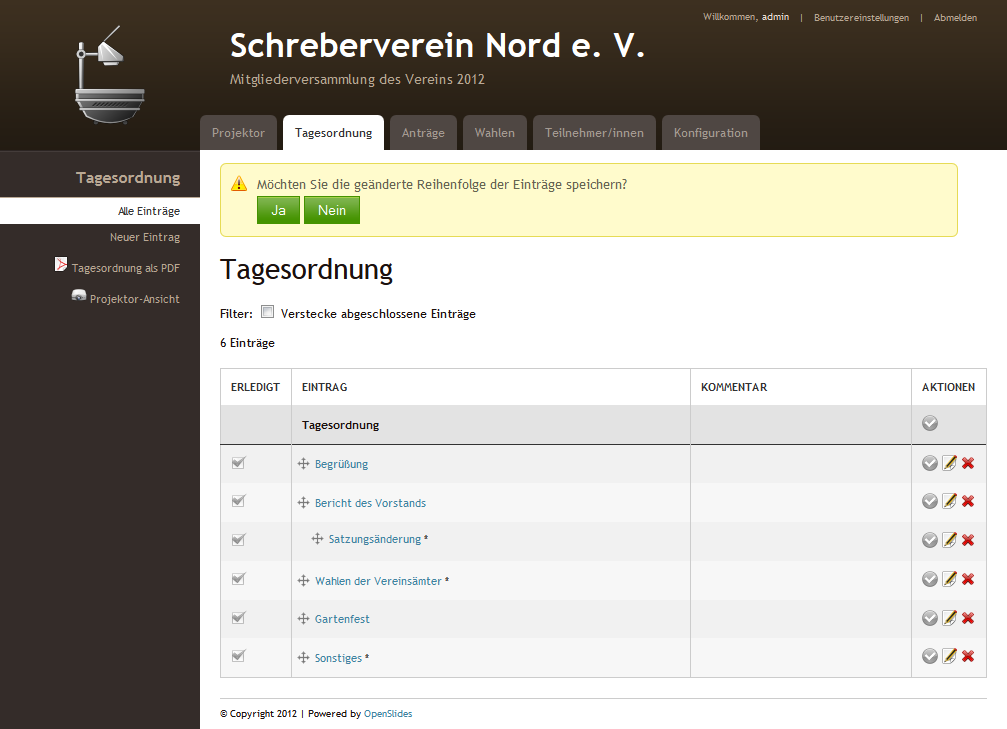 Willkommen, admin | Benutzereinstellungen | Abmelden
Schreberverein Nord e. V.
Mitgliederversammlung des Vereins 2012
Projektor Tagesordnung Anträge Wahlen Teilnehmer/innen Konfiguration
Tagesordnung
Alle Einträge
Neuer Eintrag
Tagesordnung als PDF
Projektor-Ansicht
Möchten Sie die geänderte Reihenfolge der Einträge speichern?
Ja Nein
Tagesordnung
Filter: Verstecke abgeschlossene Einträge
6 Einträge
ERLEDIGT EINTRAG KOMMENTAR AKTIONEN
Tagesordnung
Begrüßung
Bericht des Vorstands
Satzungsänderung *
Wahlen der Vereinsämter *
Gartenfest
Sonstiges *
© Copyright 2012 | Powered by OpenSlides